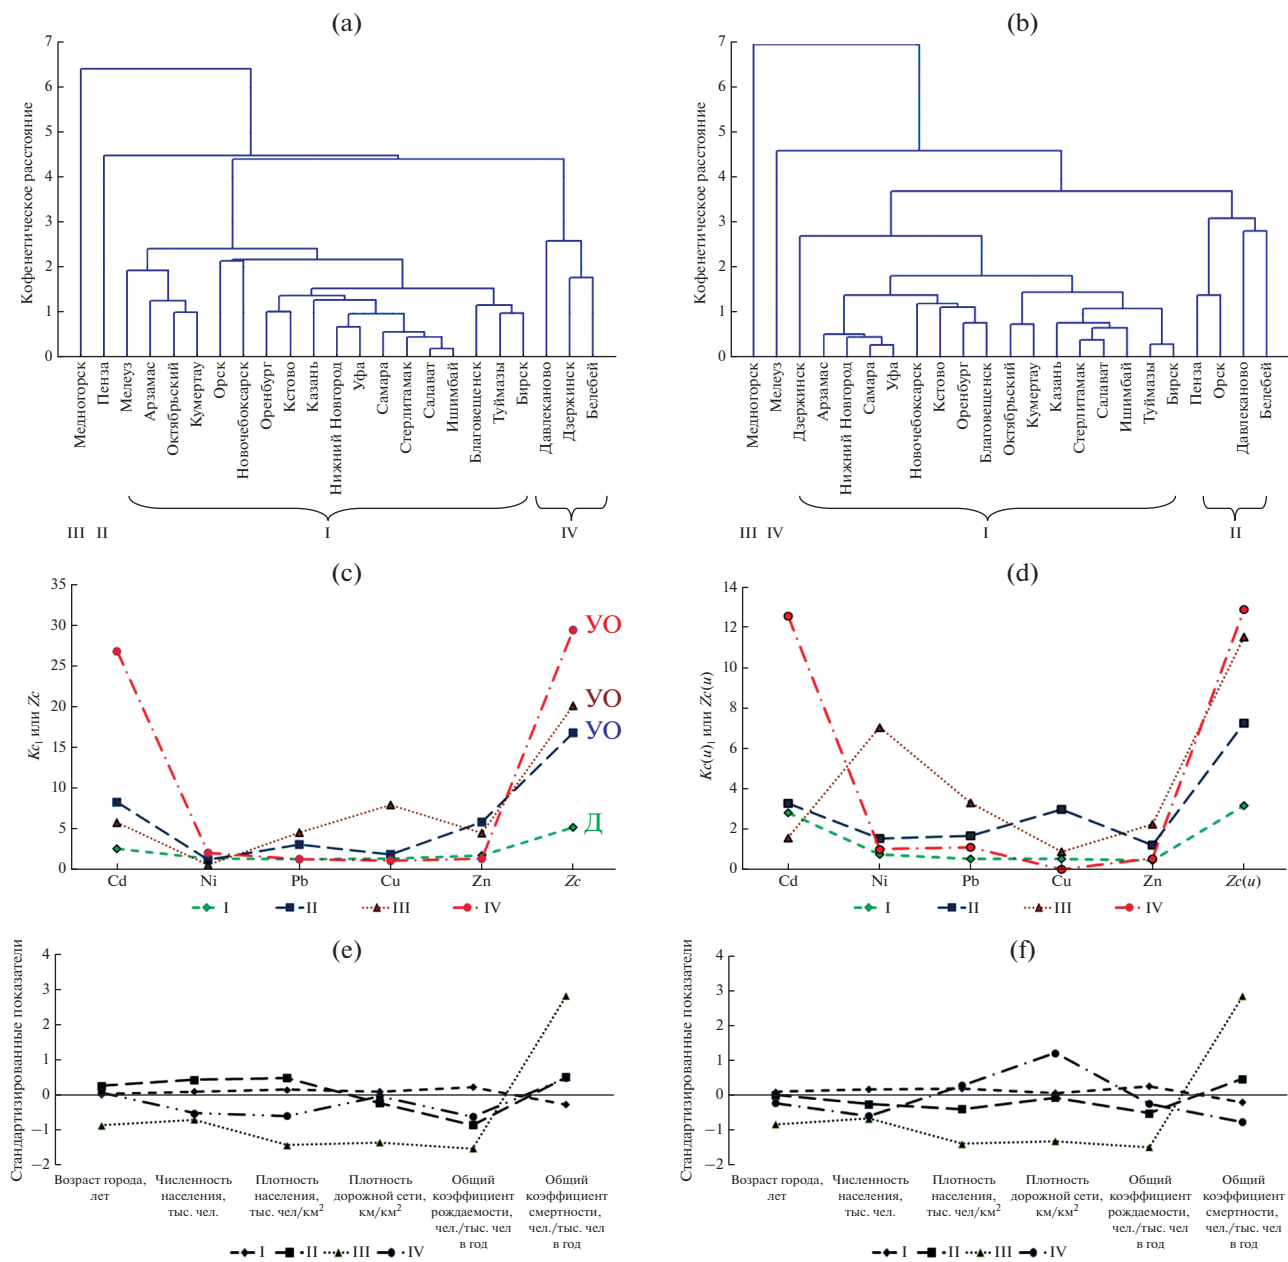 (a)
Кофенетическое расстояние
7
6
5
4
3
2
1
0
Медногорск
Пенза
Мелеуз
Арзамас
Октябрьский
Кумертау
Орск
Новочебоксарск
Оренбург
Кстово
Казань
Нижний Новгород
Уфа
Самара
Стерлитамак
Салават
Ишимбай
Благовещенск
Туймазы
Бирск
Давлеканово
Дзержинск
Белебей
III II I IV
(b)
Кофенетическое расстояние
7
6
5
4
3
2
1
0
Медногорск
Мелеуз
Дзержинск
Арзамас
Нижний Новгород
Самара
Уфа
Новочебоксарск
Кстово
Оренбург
Благовещенск
Октябрьский
Кумертау
Казань
Стерлитамак
Салават
Ишимбай
Туймазы
Бирск
Пенза
Орск
Давлеканово
Белебей
III IV I II
(c)
Kc₁ или Zc
35
30
25
20
15
10
5
0
УО
УО
УО
Д
Cd Ni Pb Cu Zn Zc
I II III IV
(d)
Kc(u)₁ или Zc(u)
14
12
10
8
6
4
2
0
Cd Ni Pb Cu Zn Zc(u)
I II III IV
(e)
Стандартизированные показатели
4
3
2
1
0
−1
−2
Возраст города,
лет
Численность
населения,
тыс. чел.
Плотность
населения,
тыс. чел/км²
Плотность
дорожной сети,
км/км²
Общий
коэффициент
рождаемости,
чел./тыс. чел
в год
Общий
коэффициент
смертности,
чел./тыс. чел
в год
I II III IV
(f)
Стандартизированные показатели
4
3
2
1
0
−1
−2
Возраст города,
лет
Численность
населения,
тыс. чел.
Плотность
населения,
тыс. чел/км²
Плотность
дорожной сети,
км/км²
Общий
коэффициент
рождаемости,
чел./тыс. чел
в год
Общий
коэффициент
смертности,
чел./тыс. чел
в год
I II III IV